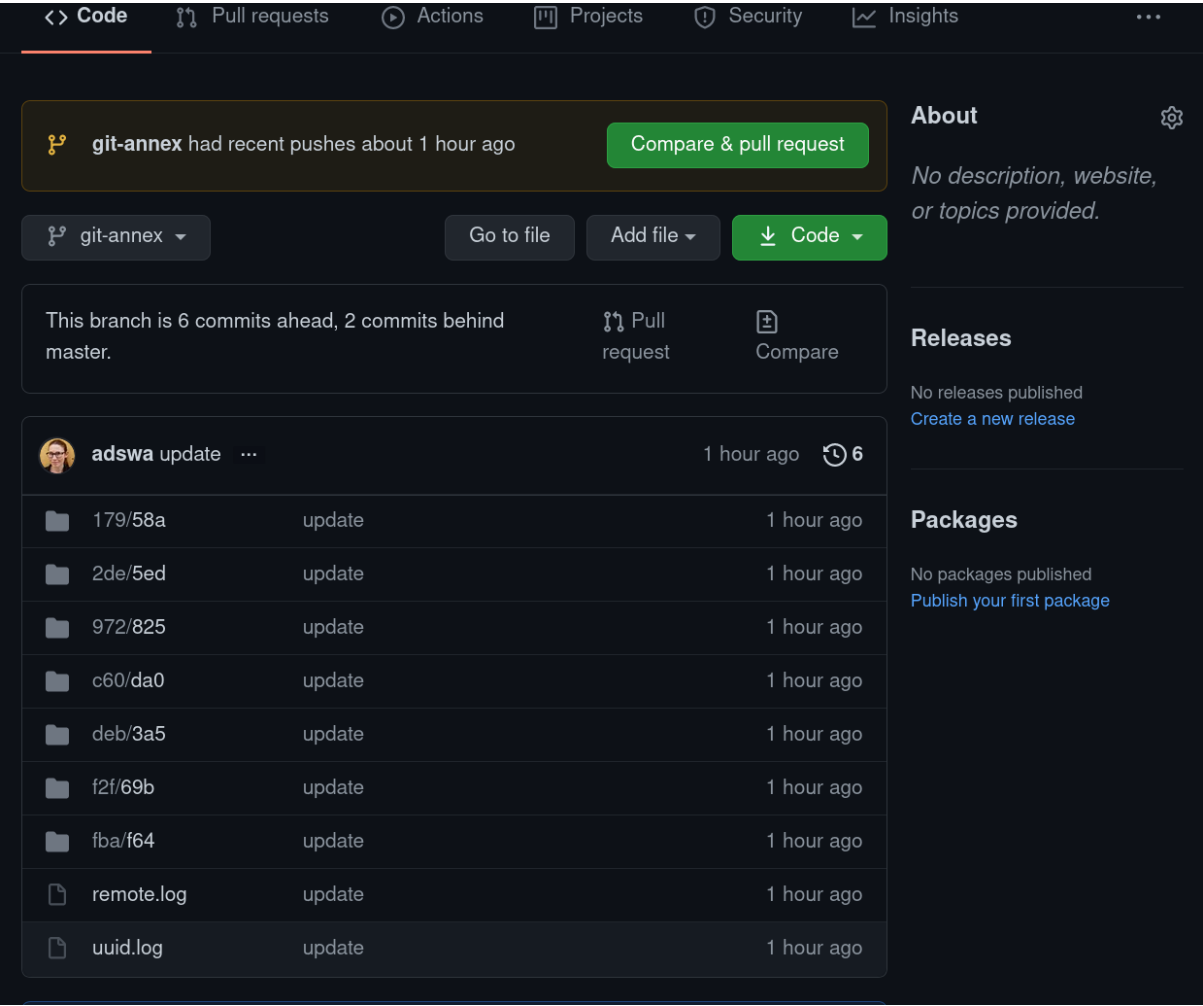 Code Pull requests Actions Projects Security Insights ...
git-annex had recent pushes about 1 hour ago Compare & pull request
git-annex Go to file Add file Code
This branch is 6 commits ahead, 2 commits behind
master.
Pull
request
Compare
adswa update ... 1 hour ago 6
179/58a update 1 hour ago
2de/5ed update 1 hour ago
972/825 update 1 hour ago
c60/da0 update 1 hour ago
deb/3a5 update 1 hour ago
f2f/69b update 1 hour ago
fba/f64 update 1 hour ago
remote.log update 1 hour ago
uuid.log update 1 hour ago
About
No description, website,
or topics provided.
Releases
No releases published
Create a new release
Packages
No packages published
Publish your first package